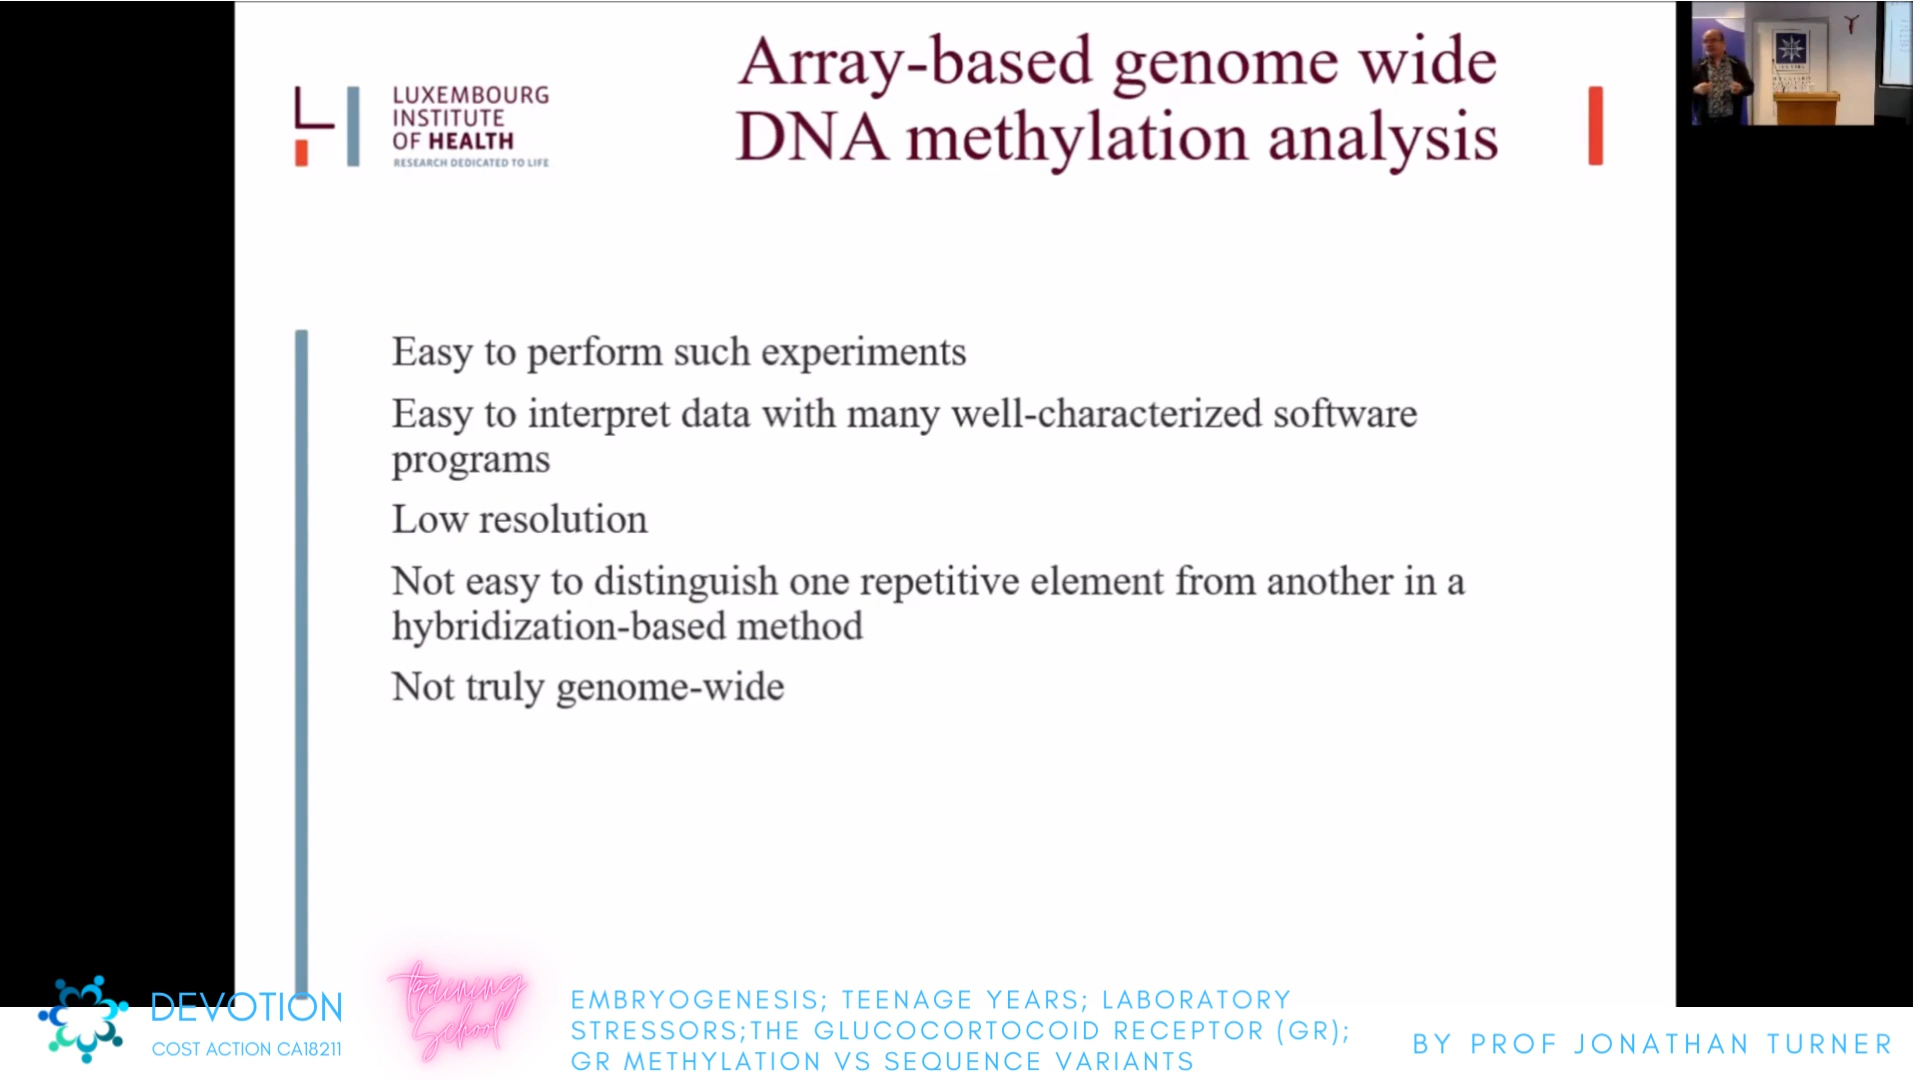 Array-based genome wide
DNA methylation analysis
LUXEMBOURG
INSTITUTE
OF HEALTH
RESEARCH DEDICATED TO LIFE
Easy to perform such experiments
Easy to interpret data with many well-characterized software
programs
Low resolution
Not easy to distinguish one repetitive element from another in a
hybridization-based method
Not truly genome-wide
DEVOTION
COST ACTION CA18211
Training
School
EMBRYOGENESIS; TEENAGE YEARS; LABORATORY
STRESSORS;THE GLUCOCORTOCOID RECEPTOR (GR);
GR METHYLATION VS SEQUENCE VARIANTS
BY PROF JONATHAN TURNER